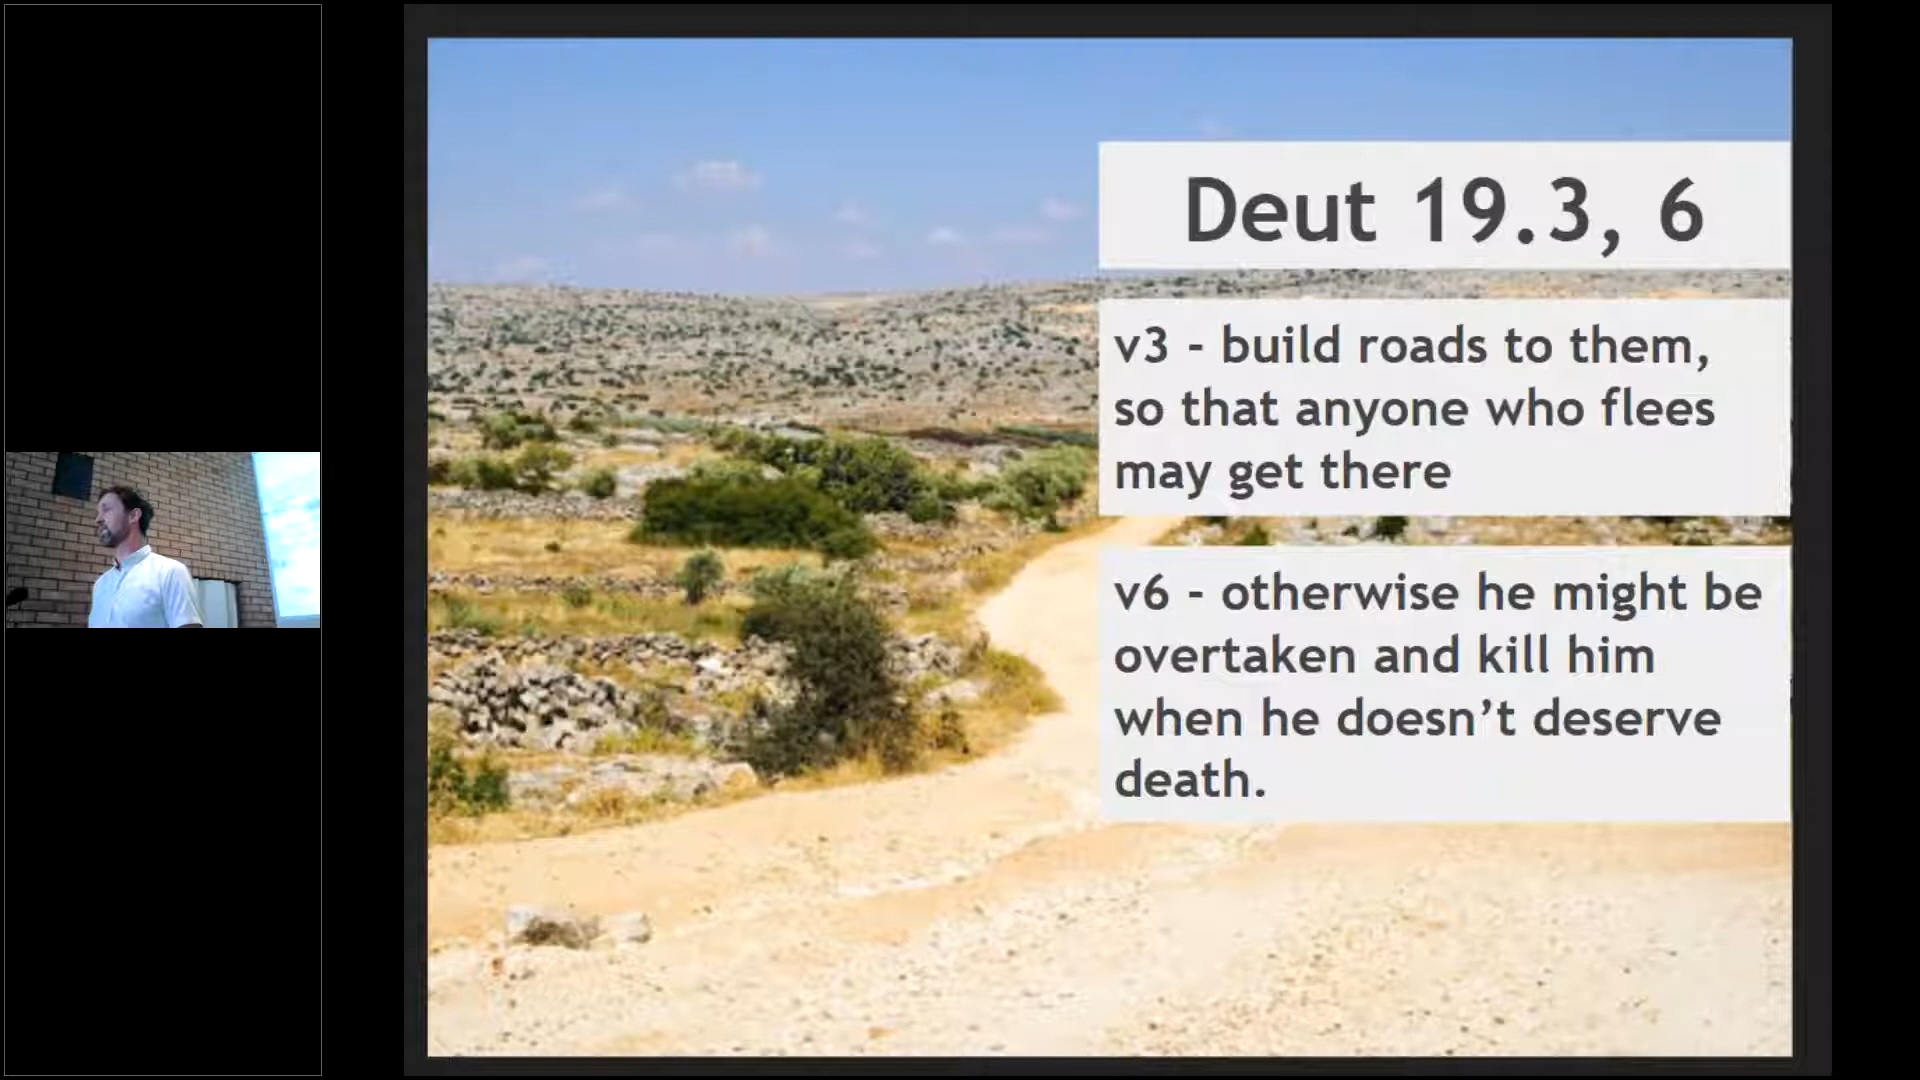 Deut 19.3, 6
v3 - build roads to them,
so that anyone who flees
may get there
v6 - otherwise he might be
overtaken and kill him
when he doesn’t deserve
death.